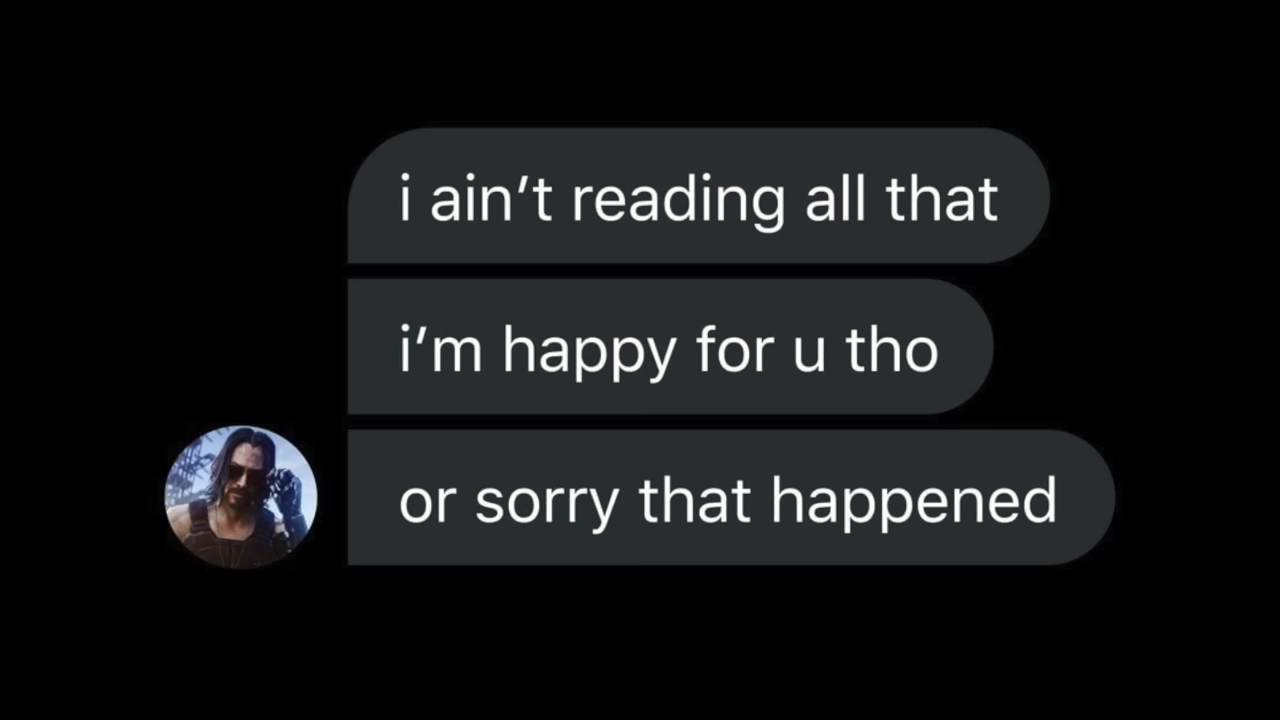 i ain’t reading all that
i’m happy for u tho
or sorry that happened